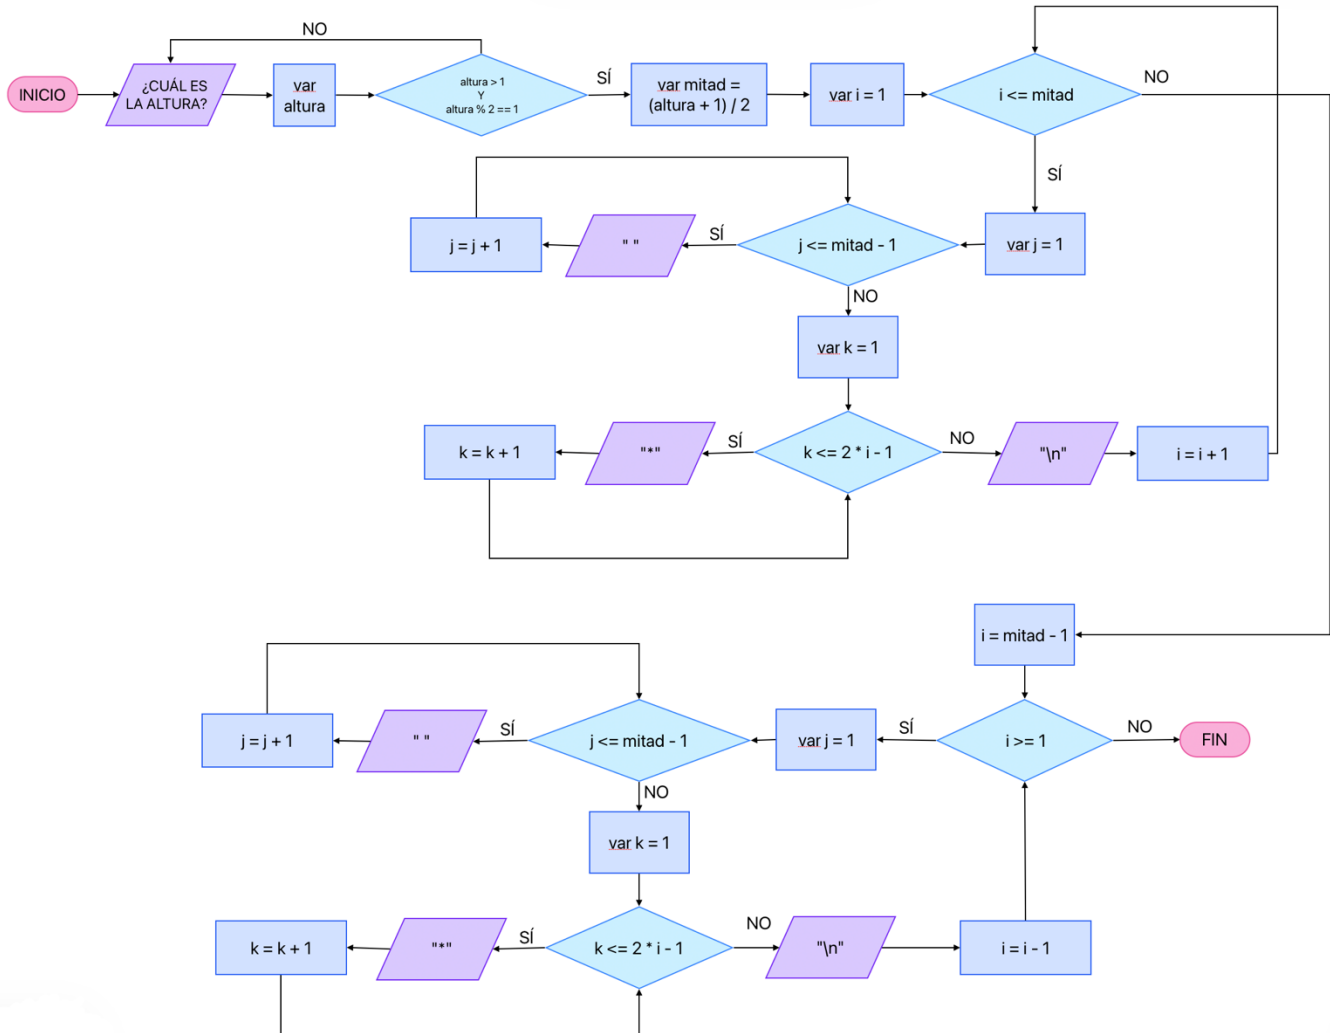 NO
INICIO
¿CUÁL ES
LA ALTURA?
var
altura
altura > 1
Y
altura % 2 == 1
SÍ
var mitad =
(altura + 1) / 2
var i = 1
i <= mitad
NO
SÍ
var j = 1
j <= mitad - 1
SÍ
" "
j = j + 1
NO
var k = 1
k <= 2 * i - 1
SÍ
"*"
k = k + 1
NO
"\n"
i = i + 1
i = mitad - 1
i >= 1
NO
FIN
SÍ
var j = 1
j <= mitad - 1
SÍ
" "
j = j + 1
NO
var k = 1
k <= 2 * i - 1
SÍ
"*"
k = k + 1
NO
"\n"
i = i - 1